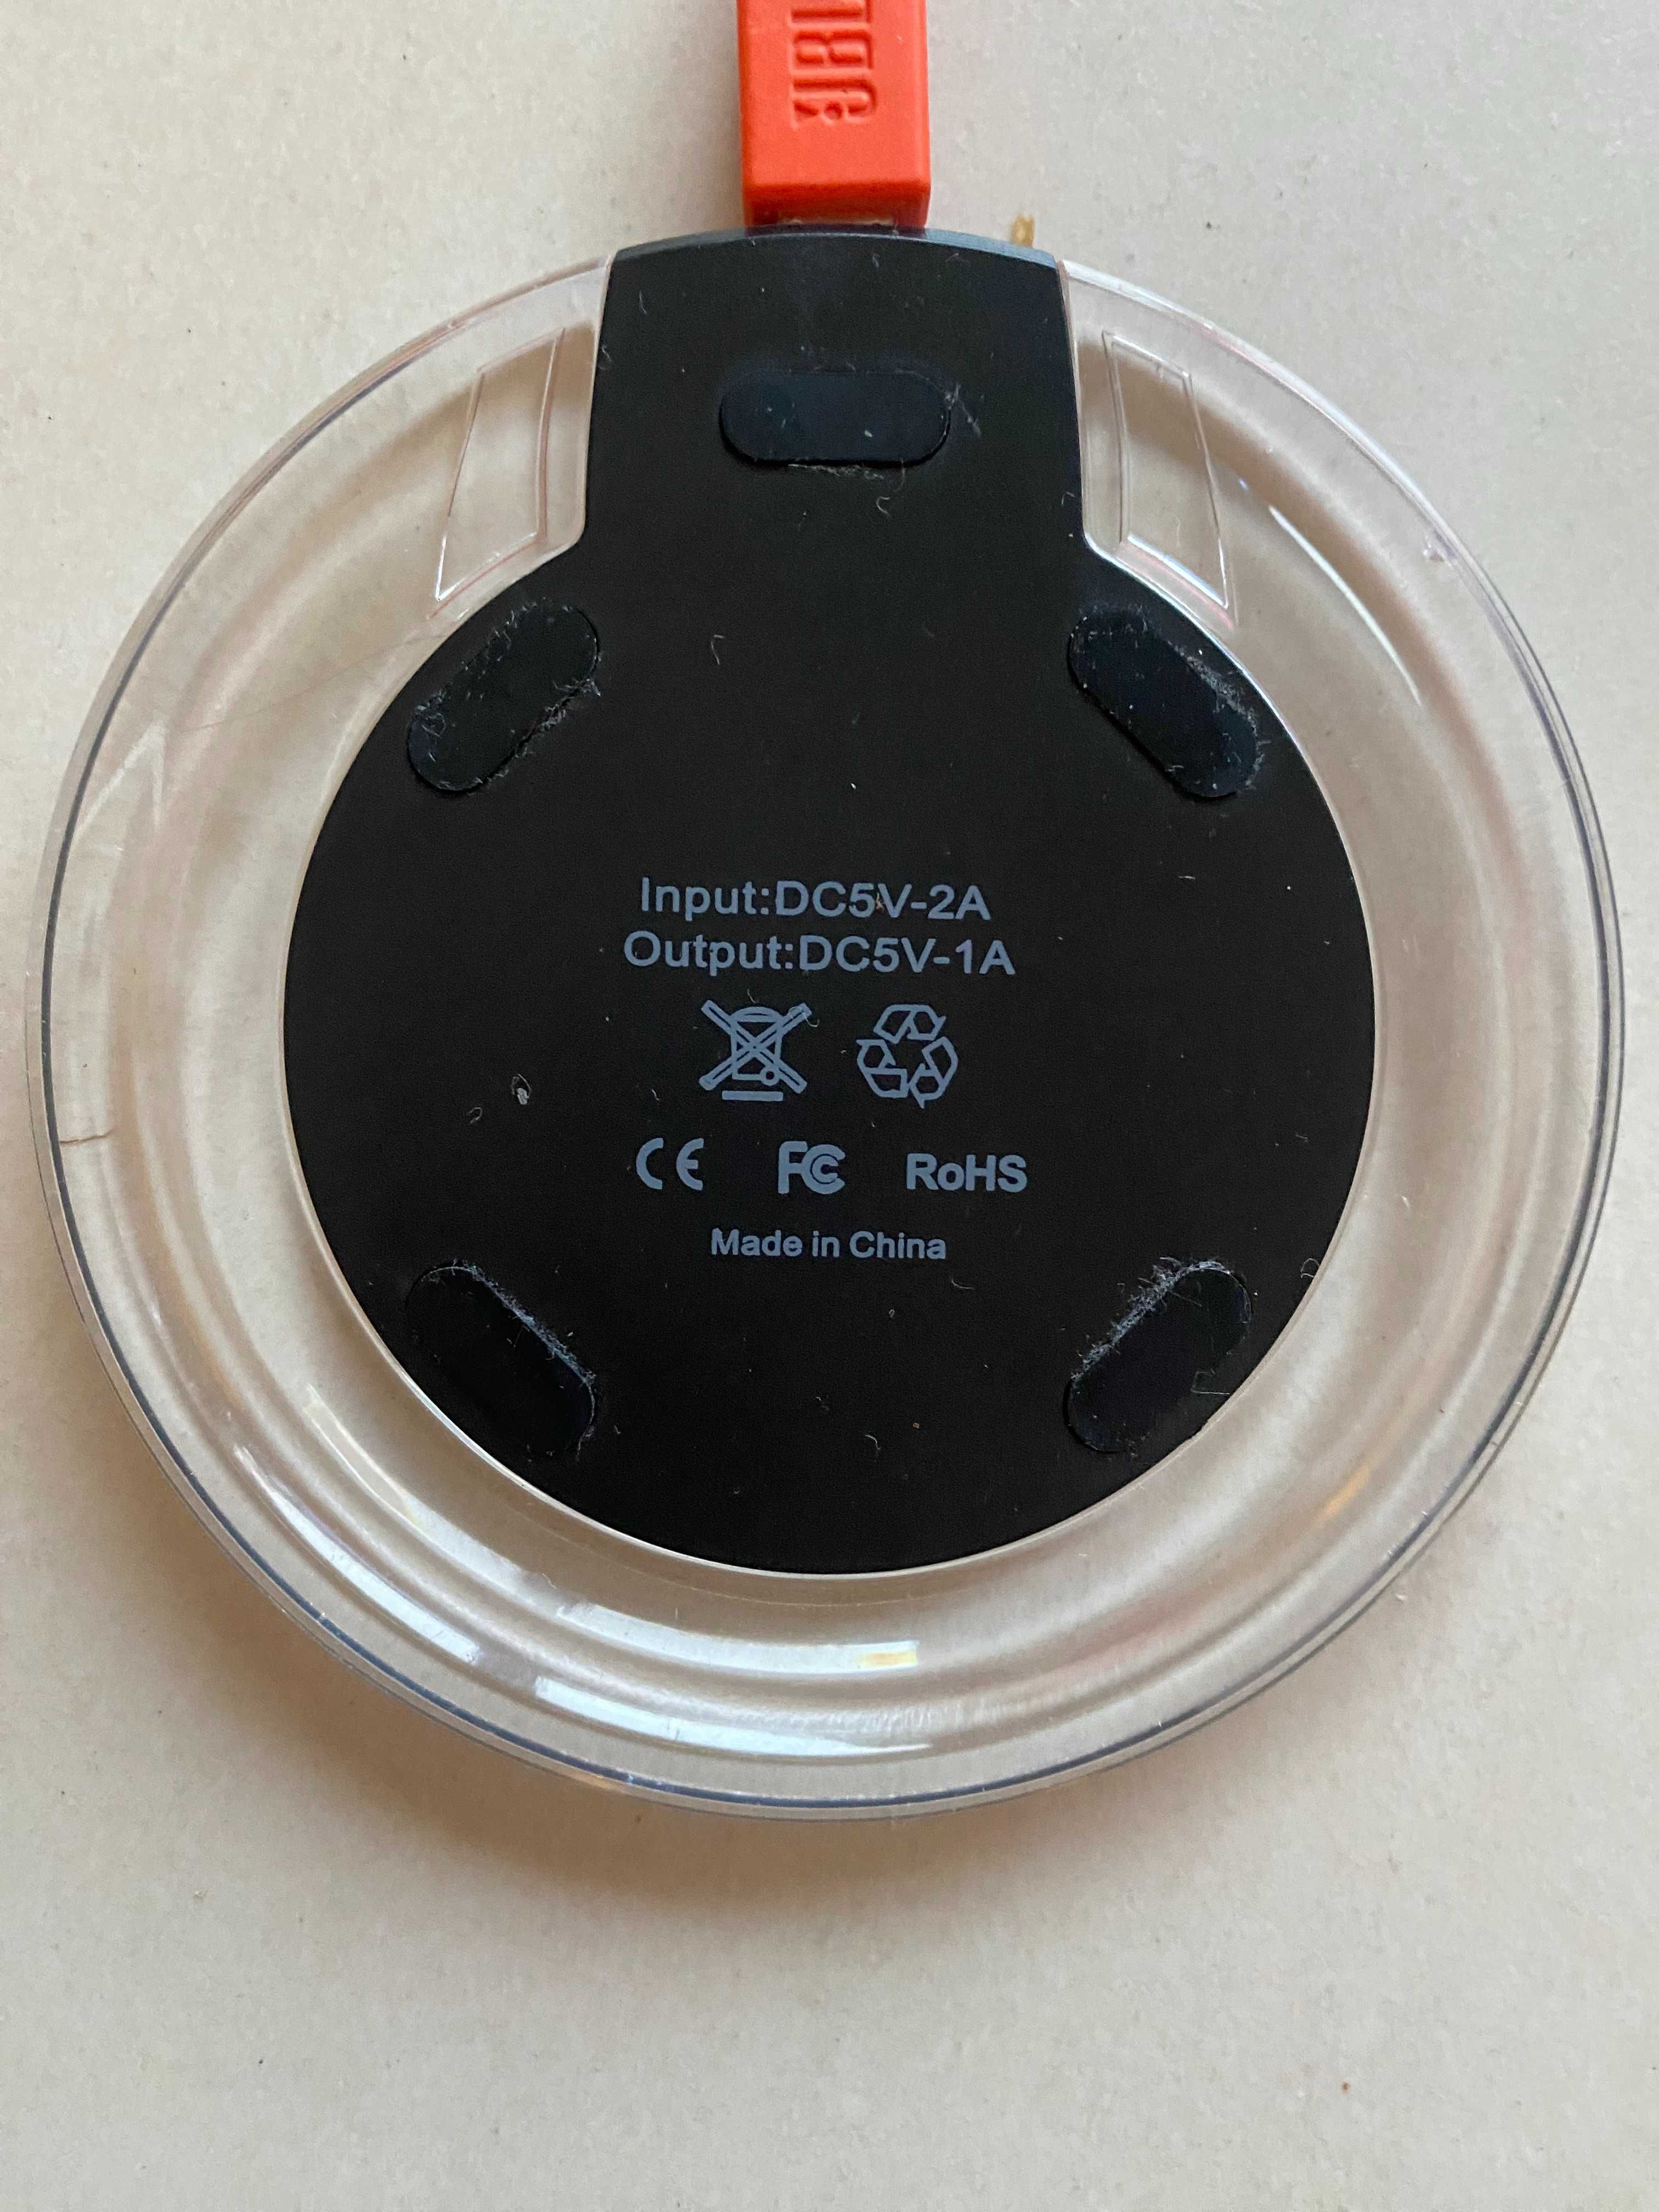 JBL
Input:DC5V-2A
Output:DC5V-1A
CE FC RoHS
Made in China